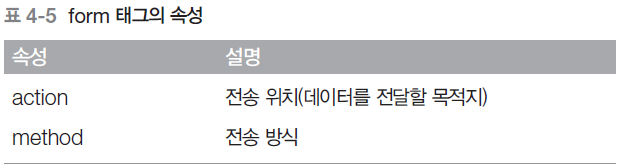 표 4-5 form 태그의 속성
속성 설명
action 전송 위치(데이터를 전달할 목적지)
method 전송 방식